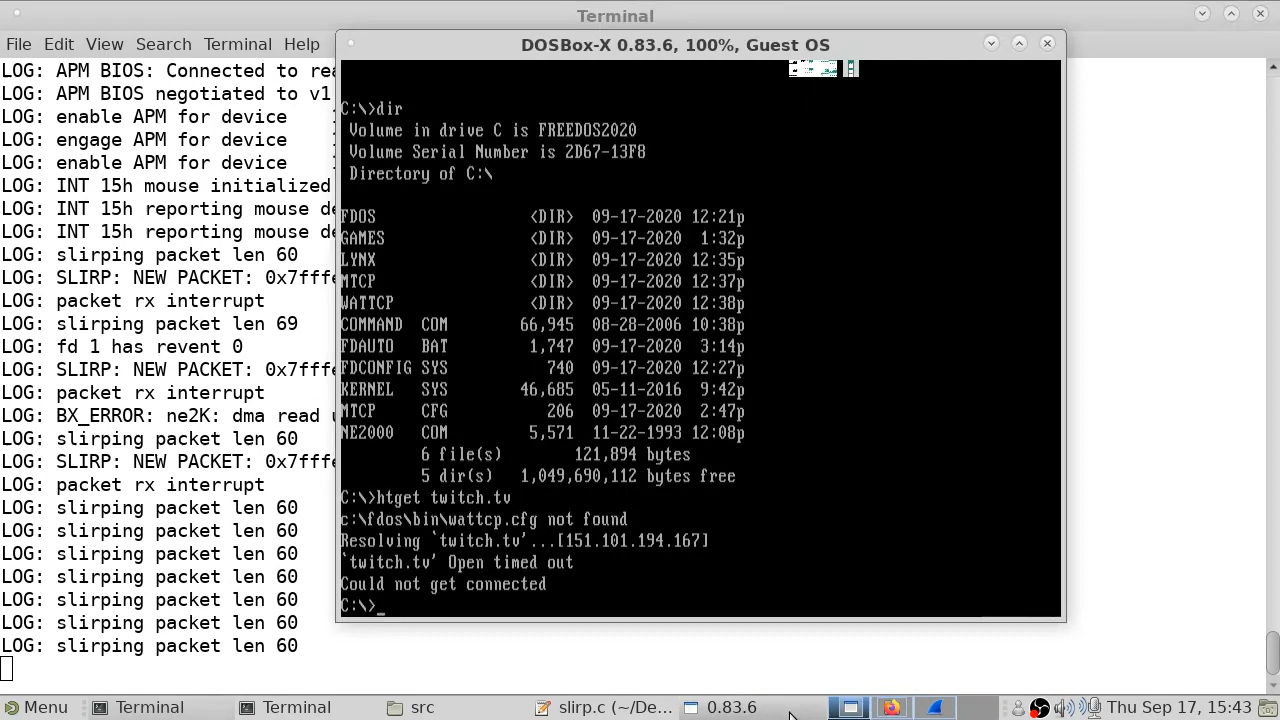 Terminal
File Edit View Search Terminal Help
LOG: APM BIOS: Connected to rea
LOG: APM BIOS negotiated to v1
LOG: enable APM for device
LOG: engage APM for device
LOG: enable APM for device
LOG: INT 15h mouse initialized
LOG: INT 15h reporting mouse de
LOG: INT 15h reporting mouse de
LOG: slirping packet len 60
LOG: SLIRP: NEW PACKET: 0x7fffe
LOG: packet rx interrupt
LOG: slirping packet len 69
LOG: fd 1 has revent 0
LOG: SLIRP: NEW PACKET: 0x7fffe
LOG: packet rx interrupt
LOG: BX_ERROR: ne2K: dma read u
LOG: slirping packet len 60
LOG: SLIRP: NEW PACKET: 0x7fffe
LOG: packet rx interrupt
LOG: slirping packet len 60
LOG: slirping packet len 60
LOG: slirping packet len 60
LOG: slirping packet len 60
LOG: slirping packet len 60
LOG: slirping packet len 60
LOG: slirping packet len 60
DOSBox-X 0.83.6, 100%, Guest OS
C:\>dir
Volume in drive C is FREEDOS2020
Volume Serial Number is 2D67-13F8
Directory of C:\
FDOS <DIR> 09-17-2020 12:21p
GAMES <DIR> 09-17-2020 1:32p
LYNX <DIR> 09-17-2020 12:35p
MTCP <DIR> 09-17-2020 12:37p
WATTCP <DIR> 09-17-2020 12:38p
COMMAND COM 66,945 08-28-2006 10:38p
FDAUTO BAT 1,747 09-17-2020 3:14p
FDCONFIG SYS 740 09-17-2020 12:27p
KERNEL SYS 46,685 05-11-2016 9:42p
MTCP CFG 206 09-17-2020 2:47p
NE2000 COM 5,571 11-22-1993 12:08p
6 file(s) 121,894 bytes
5 dir(s) 1,049,690,112 bytes free
C:\>htget twitch.tv
c:\fdos\bin\wattcp.cfg not found
Resolving `twitch.tv'...[151.101.194.167]
`twitch.tv' Open timed out
Could not get connected
C:\>_
Menu Terminal Terminal src slirp.c (~/De... 0.83.6 Thu Sep 17, 15:43